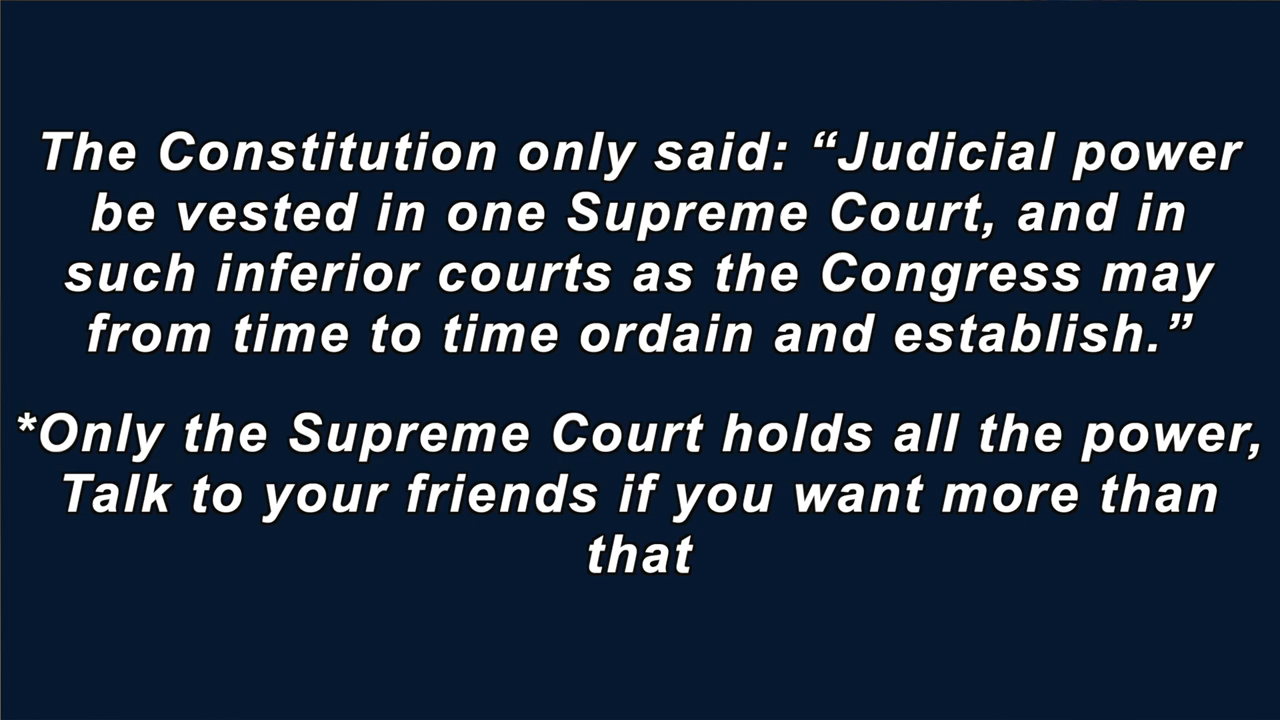 The Constitution only said: “Judicial power
be vested in one Supreme Court, and in
such inferior courts as the Congress may
from time to time ordain and establish.”
*Only the Supreme Court holds all the power,
Talk to your friends if you want more than
that